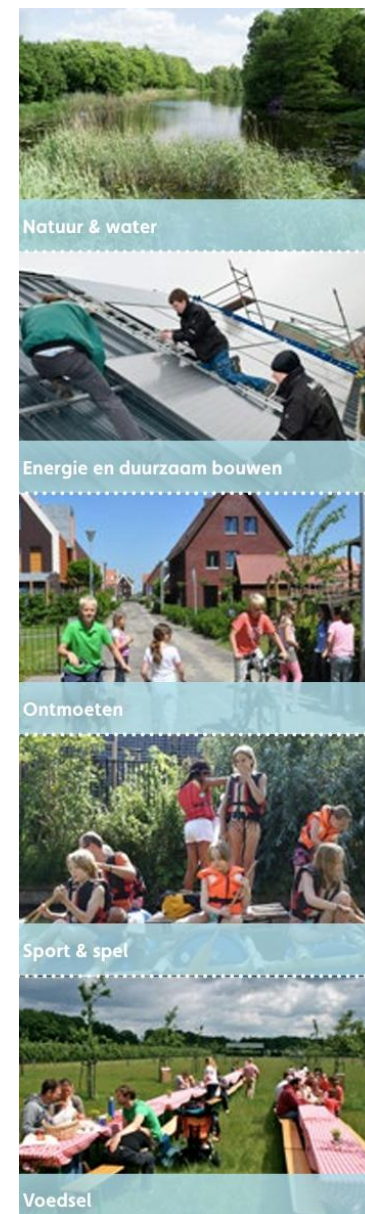 Natuur & water
Energie en duurzaam bouwen
Ontmoeten
Sport & spel
Voedsel